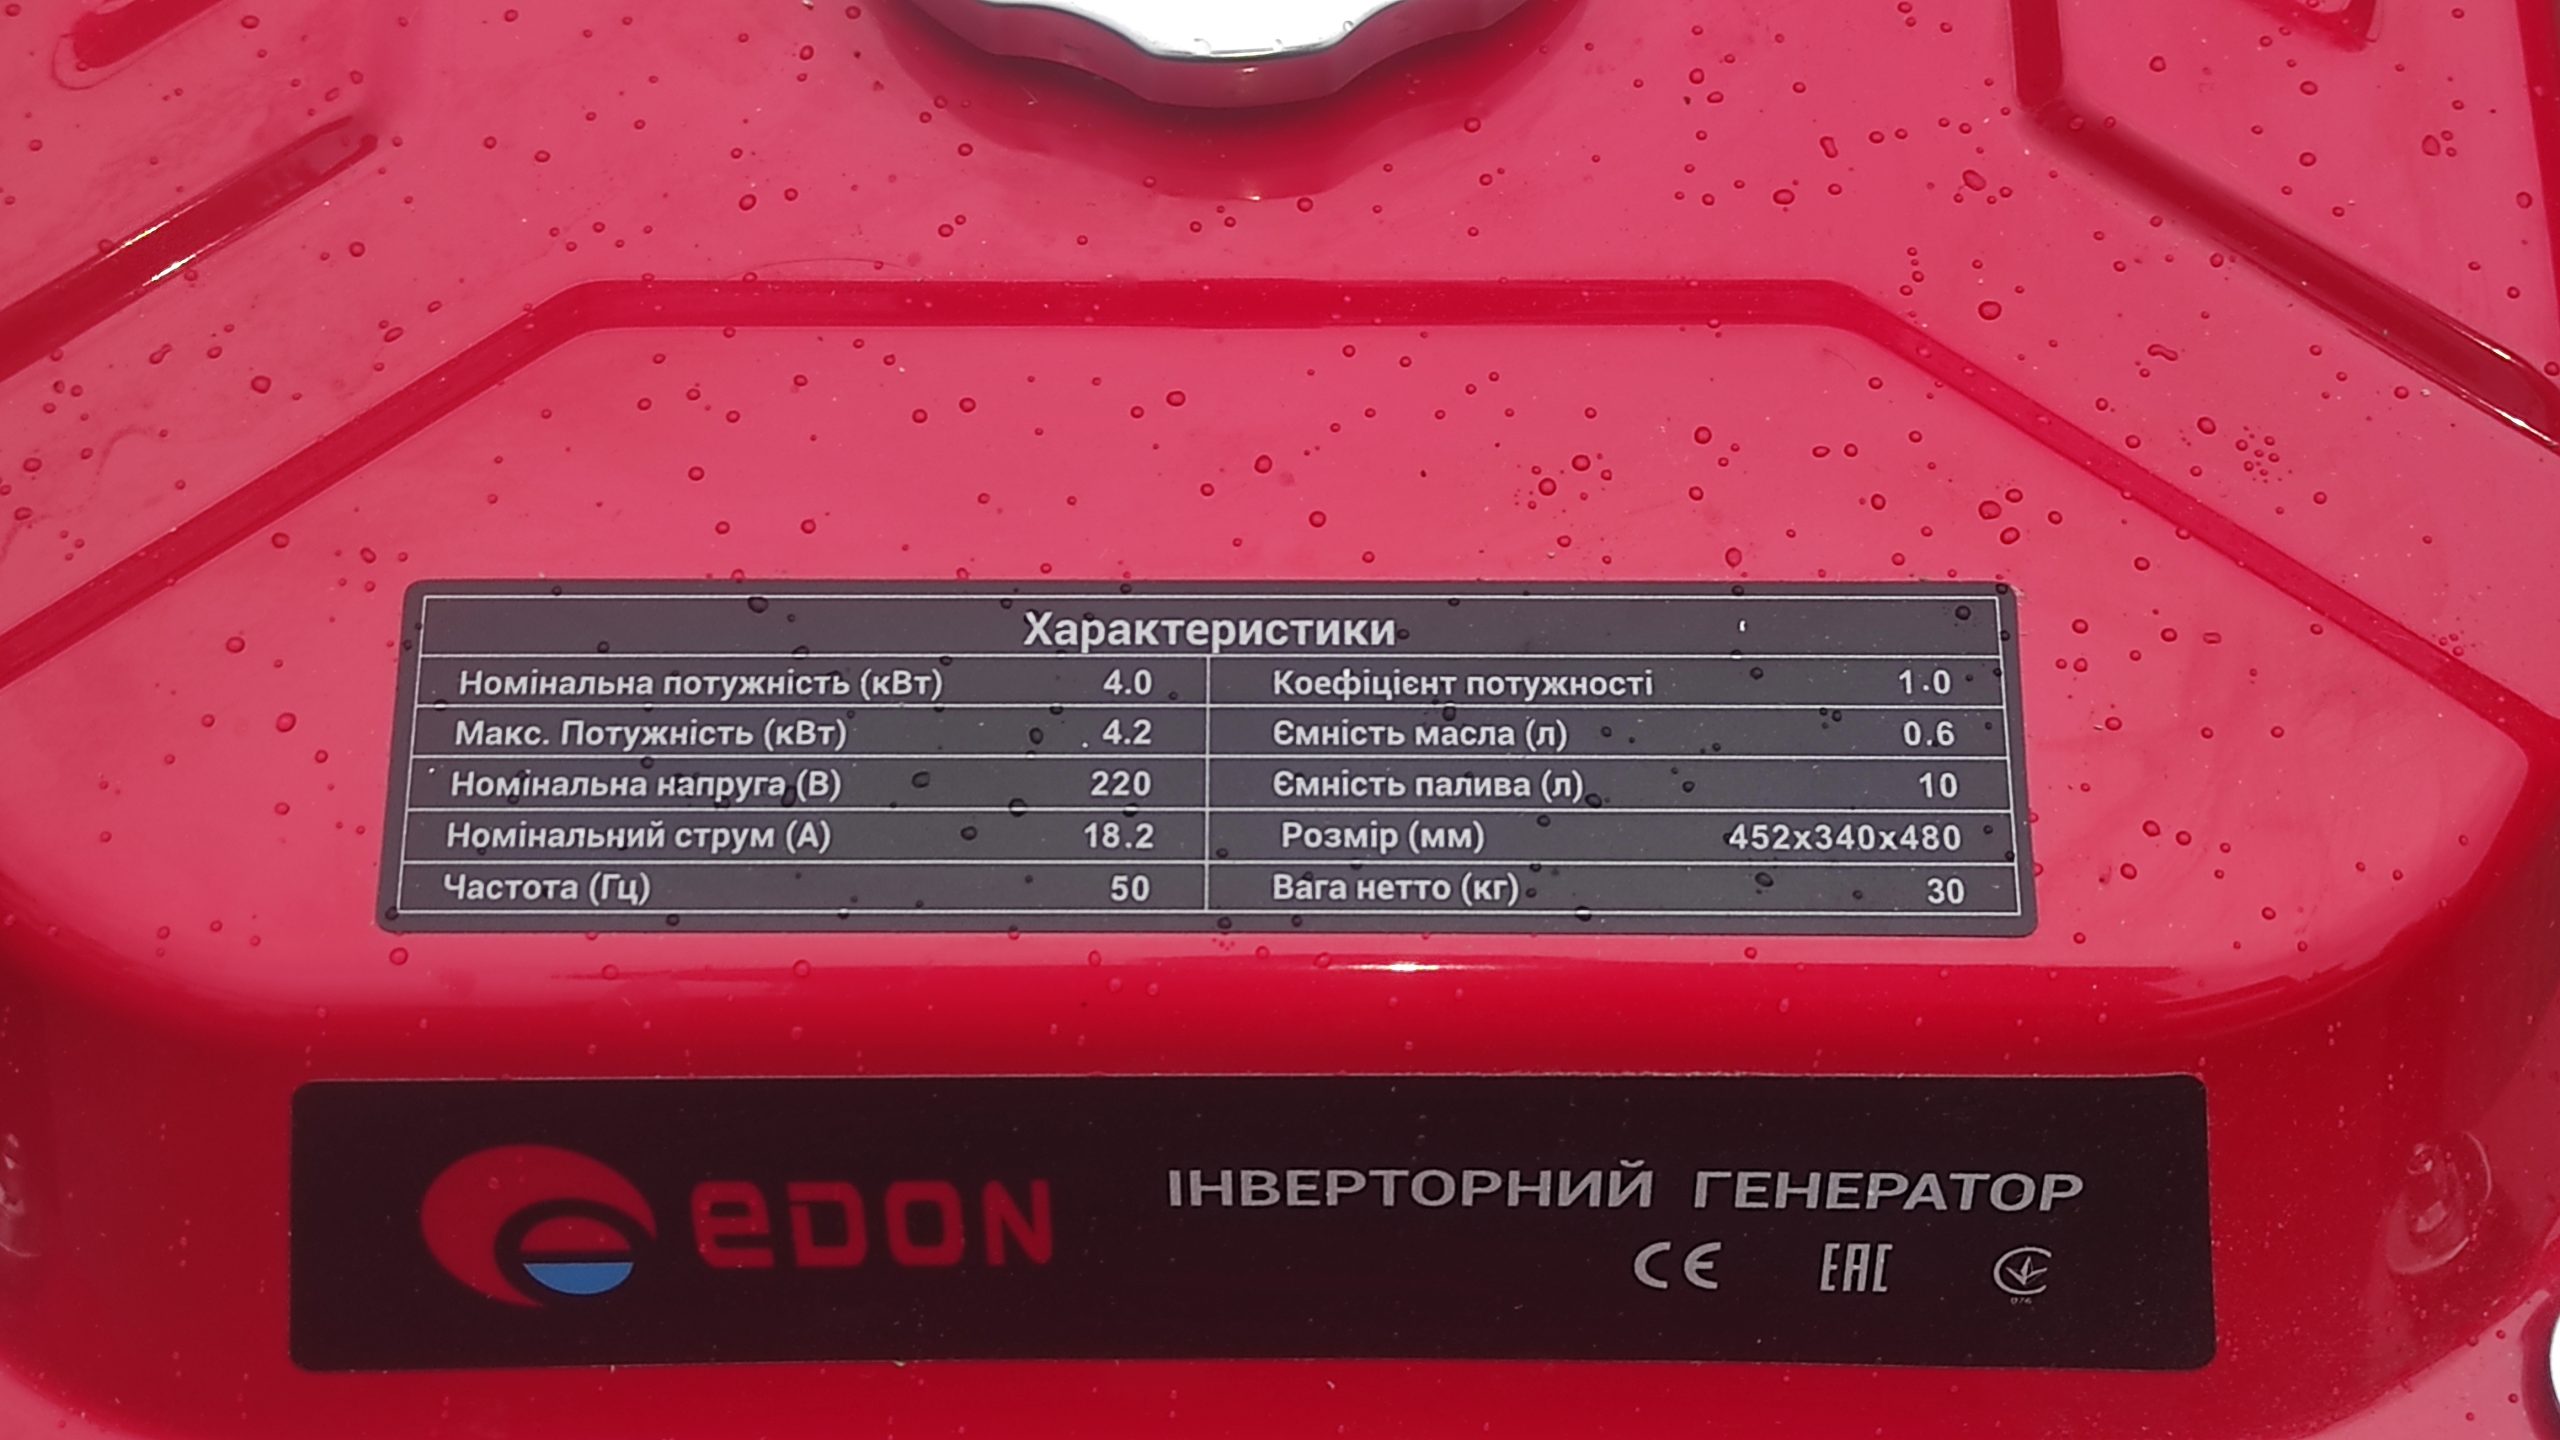 Характеристики
Номінальна потужність (кВт) 4.0 Коефіцієнт потужності 1.0
Макс. Потужність (кВт) 4.2 Ємність масла (л) 0.6
Номінальна напруга (В) 220 Ємність палива (л) 10
Номінальний струм (А) 18.2 Розмір (мм) 452x340x480
Частота (Гц) 50 Вага нетто (кг) 30
eDON ІНВЕРТОРНИЙ ГЕНЕРАТОР
CE EAC